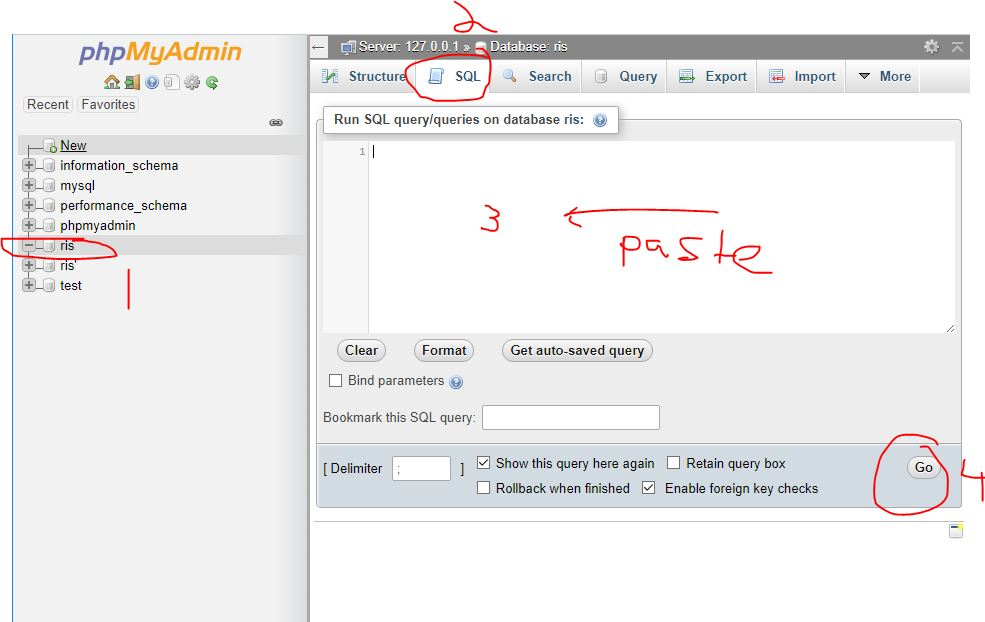 2
phpMyAdmin
Server: 127.0.0.1 » Database: ris
Structure SQL Search Query Export Import More
Recent Favorites
Run SQL query/queries on database ris:
New
information_schema
mysql
performance_schema
phpmyadmin
ris
ris'
test
1
1
3
paste
Clear Format Get auto-saved query
Bind parameters
Bookmark this SQL query:
[ Delimiter ; ] Show this query here again Retain query box
Rollback when finished Enable foreign key checks
Go
4